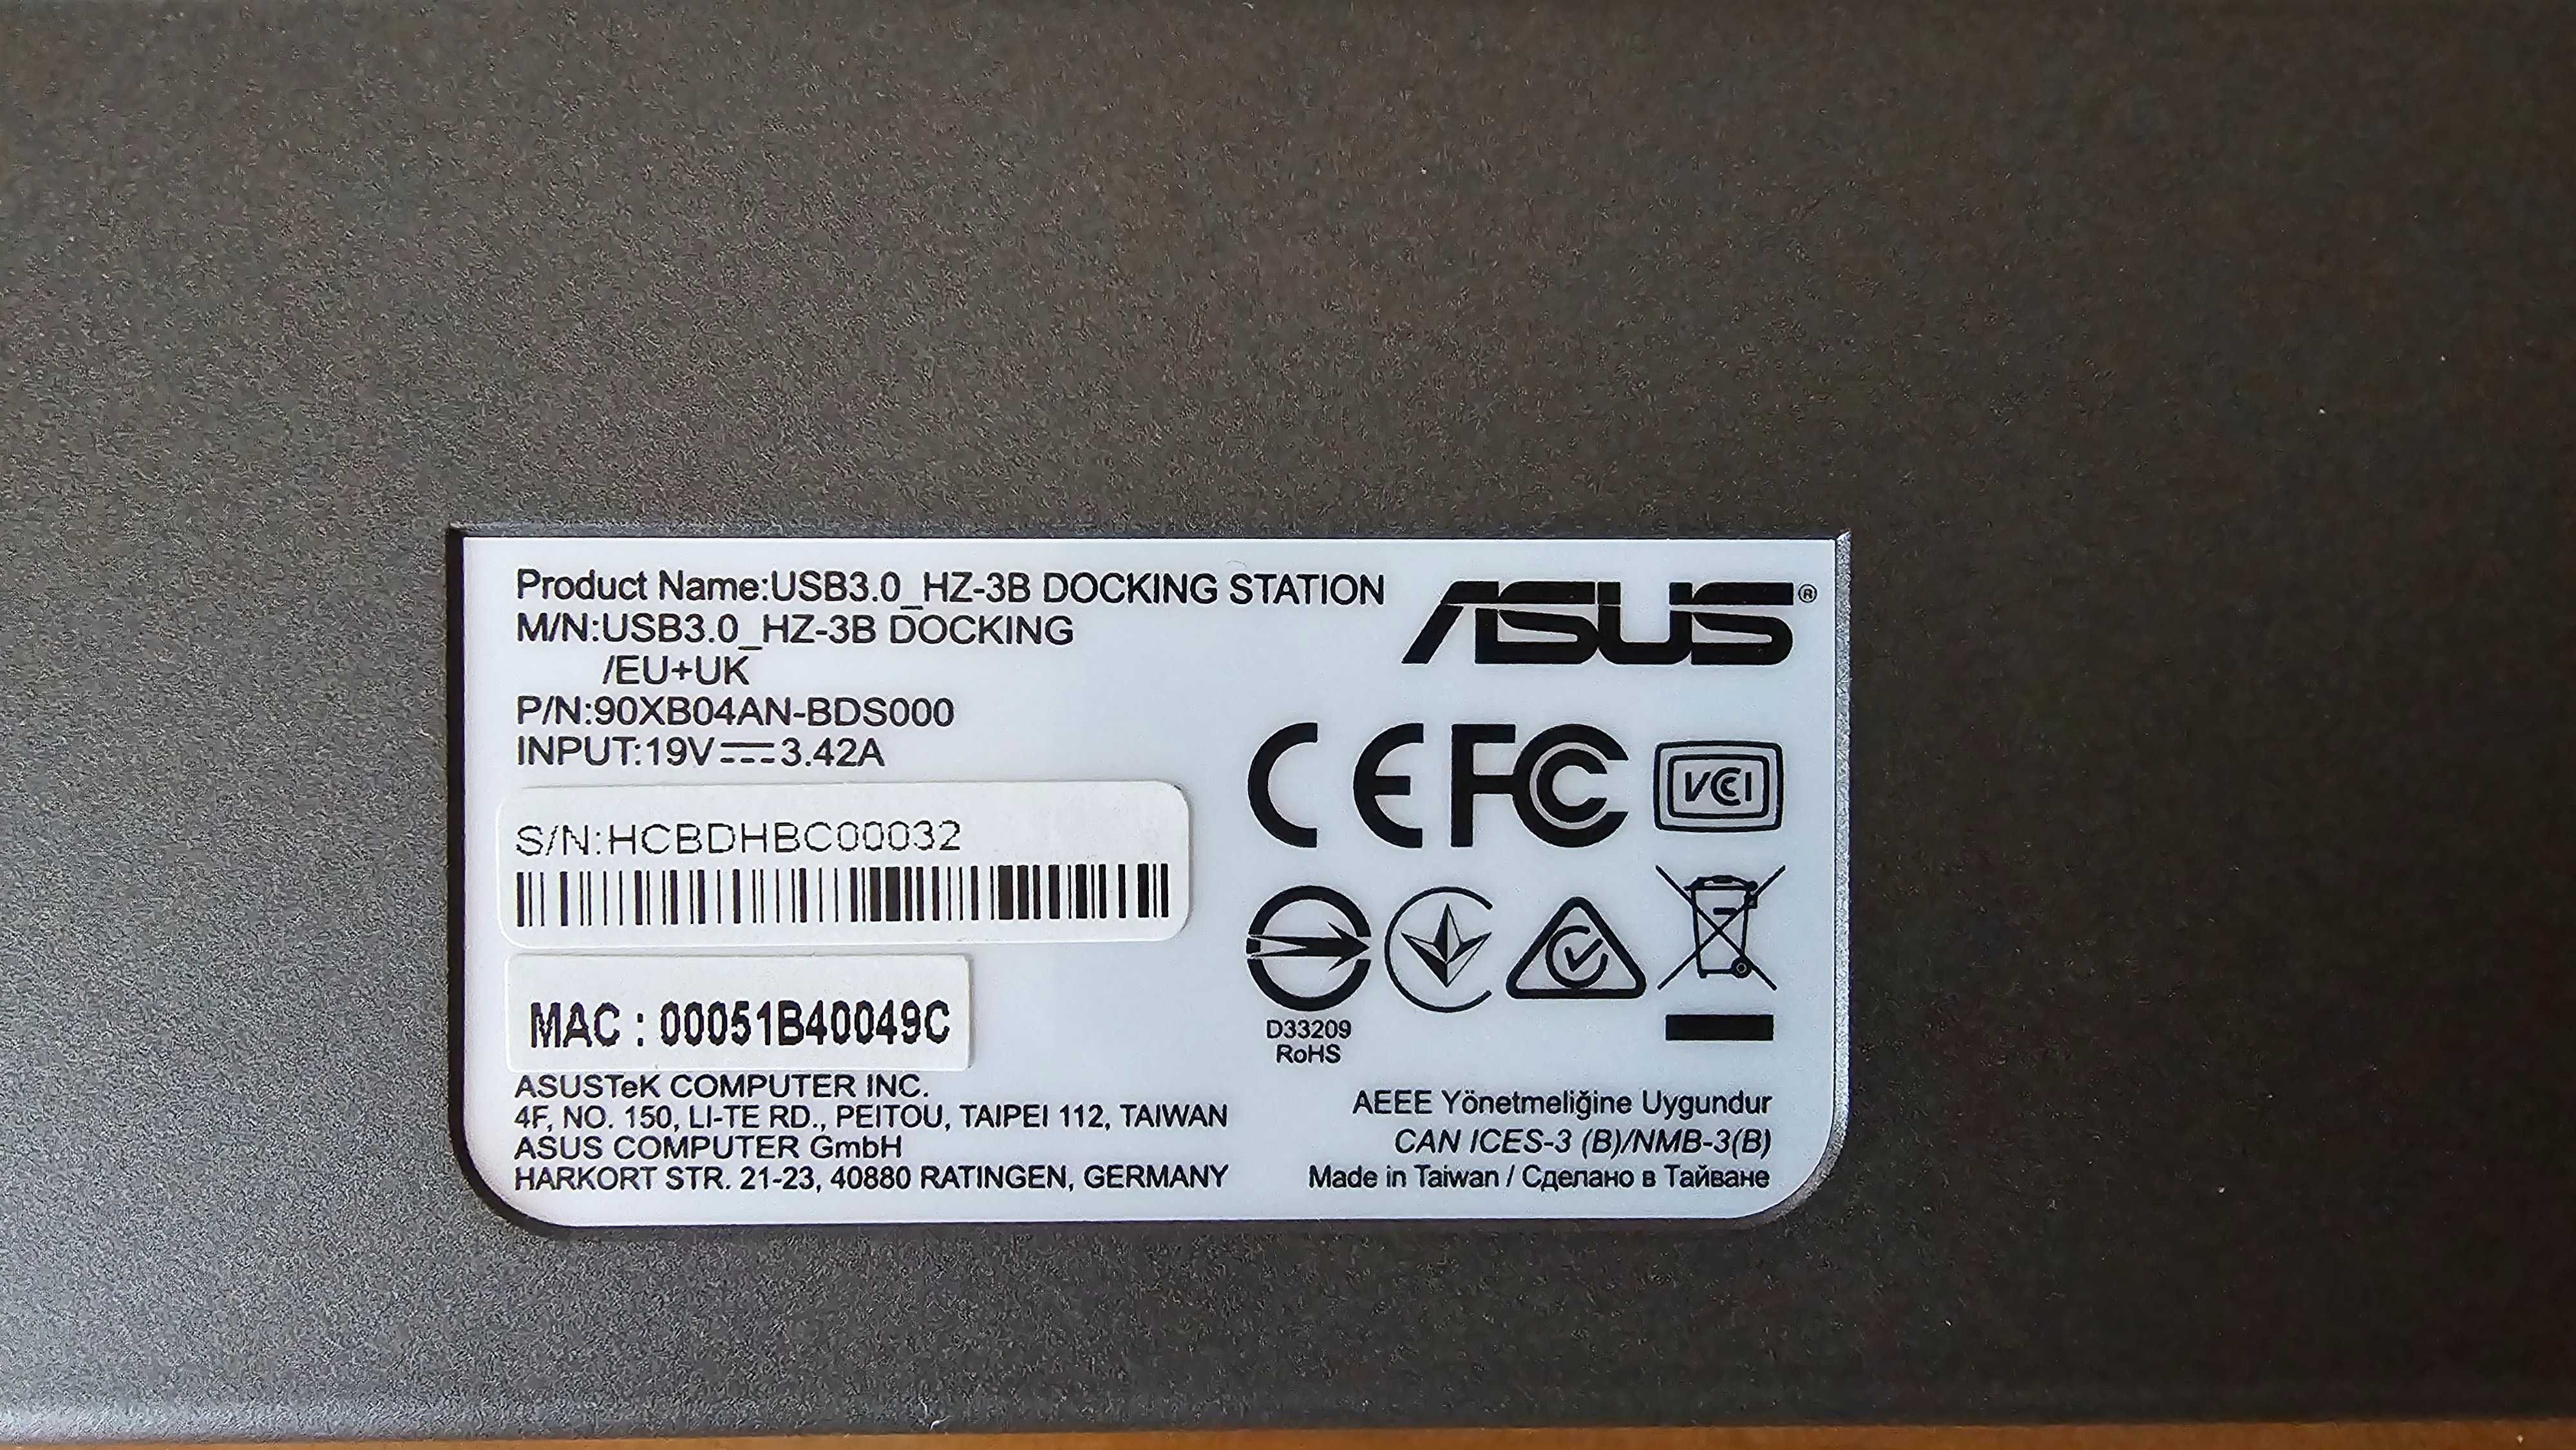 Product Name:USB3.0_HZ-3B DOCKING STATION
M/N:USB3.0_HZ-3B DOCKING
/EU+UK
P/N:90XB04AN-BDS000
INPUT:19V⎓3.42A
ASUS®
CE FC VCCI
S/N:HCBDHBC00032
MAC : 00051B40049C
D33209
RoHS
ASUSTeK COMPUTER INC.
4F, NO. 150, LI-TE RD., PEITOU, TAIPEI 112, TAIWAN
ASUS COMPUTER GmbH
HARKORT STR. 21-23, 40880 RATINGEN, GERMANY
AEEE Yönetmeliğine Uygundur
CAN ICES-3 (B)/NMB-3(B)
Made in Taiwan / Сделано в Тайване